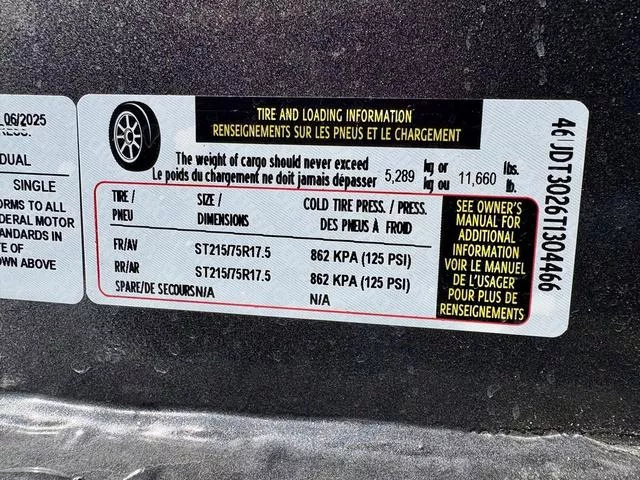 06/2025
DUAL
SINGLE
ORMS TO ALL
DERAL MOTOR
ANDARDS IN
TE OF
OWN ABOVE
TIRE AND LOADING INFORMATION
RENSEIGNEMENTS SUR LES PNEUS ET LE CHARGEMENT
The weight of cargo should never exceed
Le poids du chargement ne doit jamais dépasser 5,289 kg or kg ou 11,660 lbs. lb.
TIRE / PNEU
SIZE / DIMENSIONS
COLD TIRE PRESS. / PRESS. DES PNEUS À FROID
FR/AV ST215/75R17.5 862 KPA (125 PSI)
RR/AR ST215/75R17.5 862 KPA (125 PSI)
SPARE/DE SECOURS N/A N/A
SEE OWNER'S
MANUAL FOR
ADDITIONAL
INFORMATION
VOIR LE MANUEL
DE L'USAGER
POUR PLUS DE
RENSEIGNEMENTS
46 JDT3026TI304466